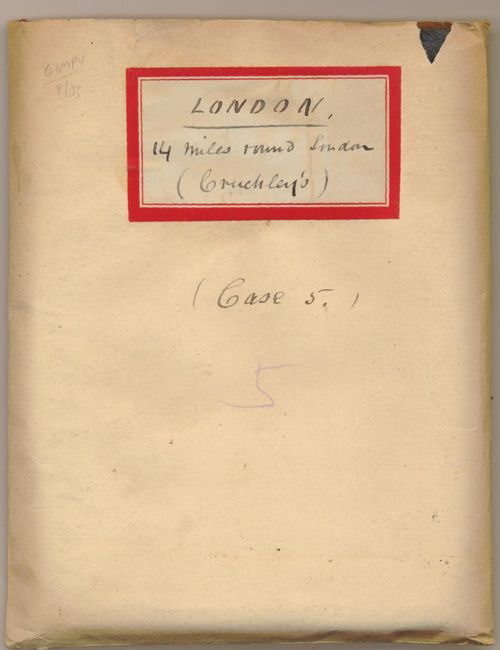 LONDON.
14 miles round London
(Cruchley's)
(Case 5.)
5